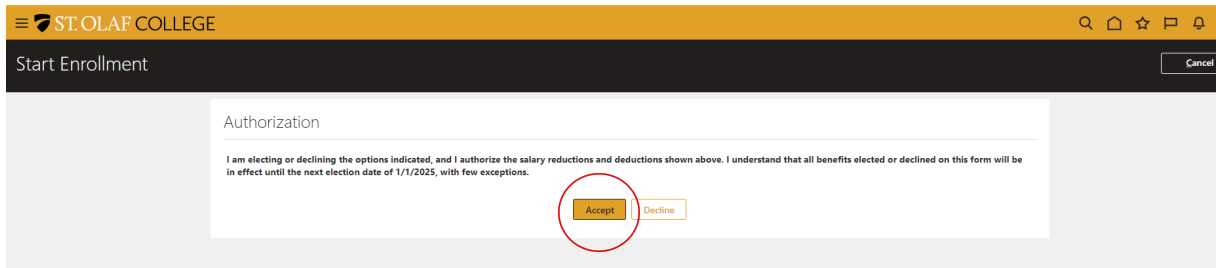 ST. OLAF COLLEGE
Start Enrollment
Cancel
Authorization
I am electing or declining the options indicated, and I authorize the salary reductions and deductions shown above. I understand that all benefits elected or declined on this form will be
in effect until the next election date of 1/1/2025, with few exceptions.
Accept Decline